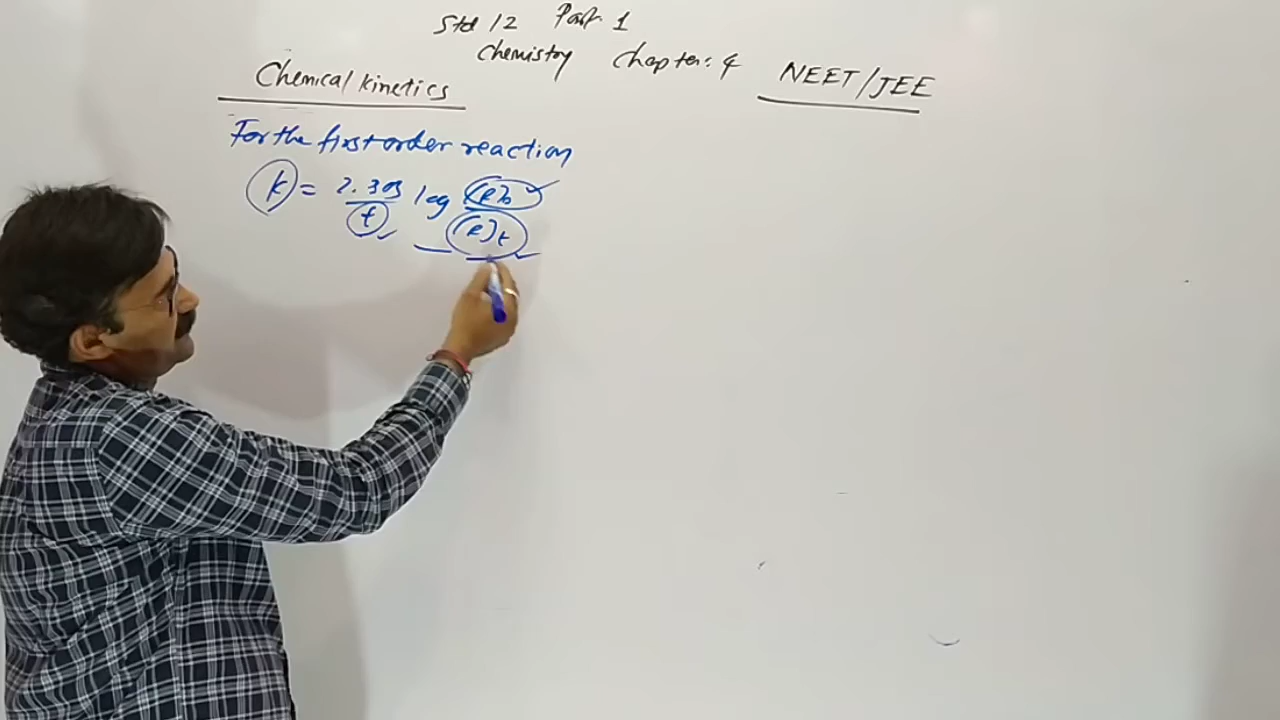 Std 12 Part 1
Chemistry Chapter: 4
NEET/JEE
Chemical kinetics
For the first order reaction
k = 2.303 log (R)0
t (R)t